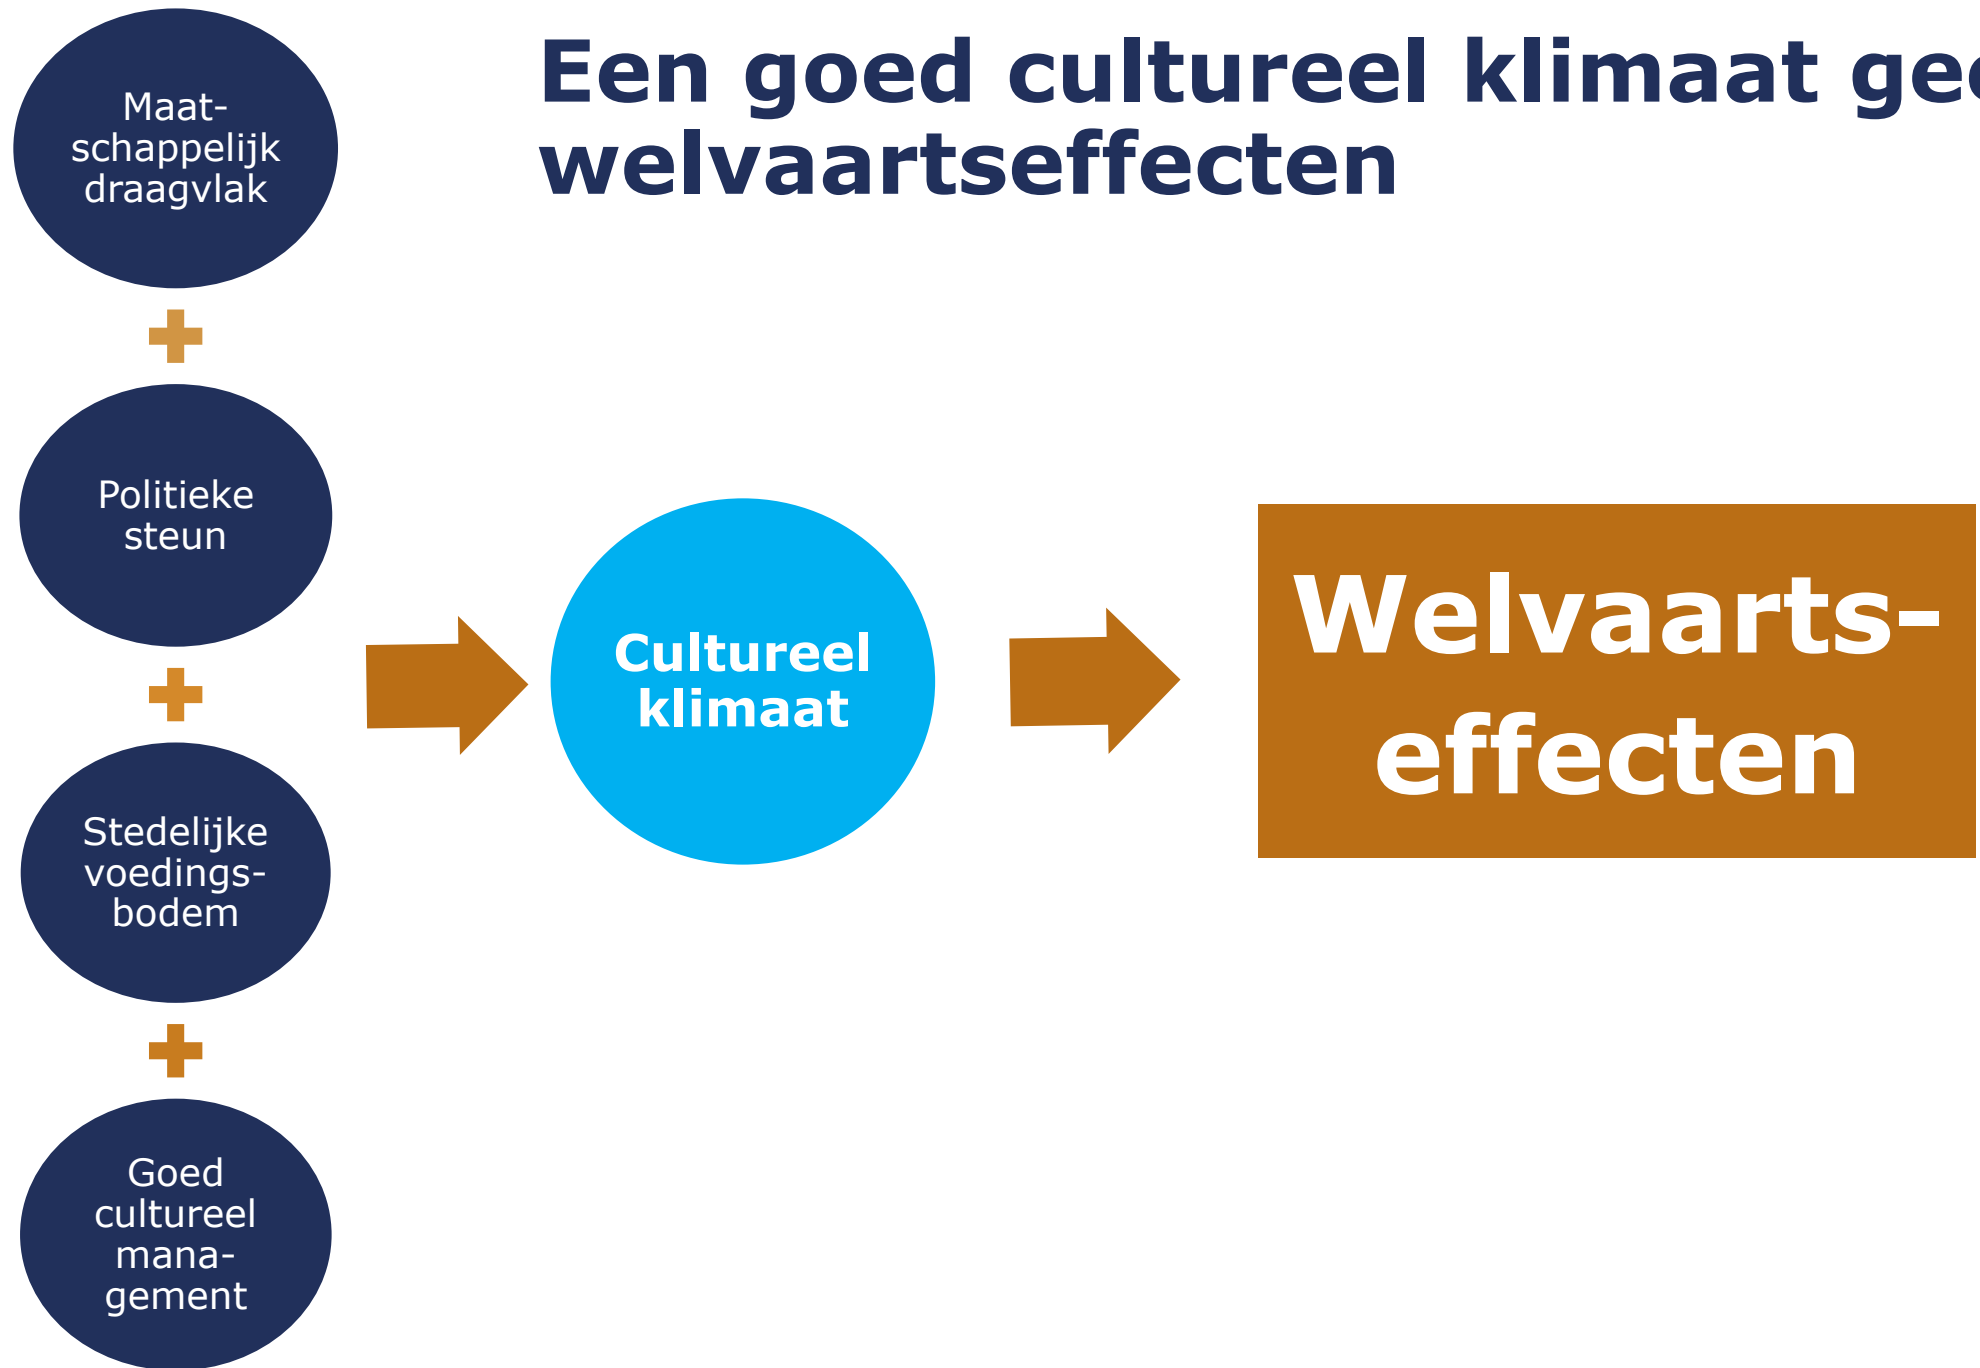 Een goed cultureel klimaat
welvaartseffecten
Maat-
schappelijk
draagvlak
Politieke
steun
Stedelijke
voedings-
bodem
Goed
cultureel
mana-
gement
Cultureel
klimaat
Welvaarts-
effecten